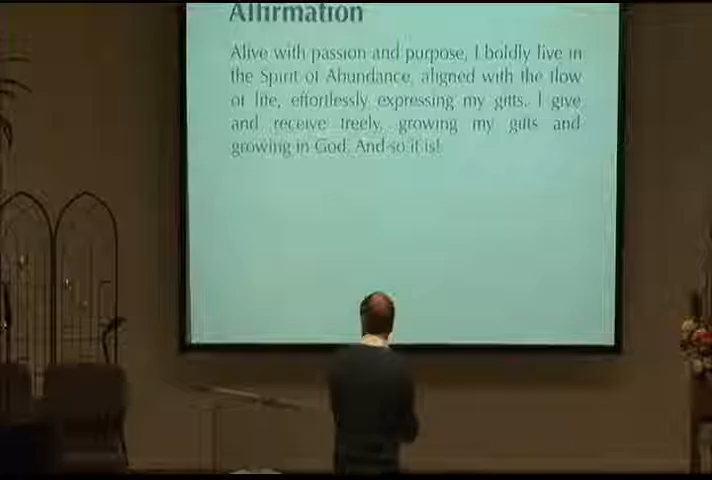 Affirmation
Alive with passion and purpose, I boldly live in
the Spirit of Abundance, aligned with the flow
of life, effortlessly expressing my gifts. I give
and receive freely, growing my gifts and
growing in God. And so it is!